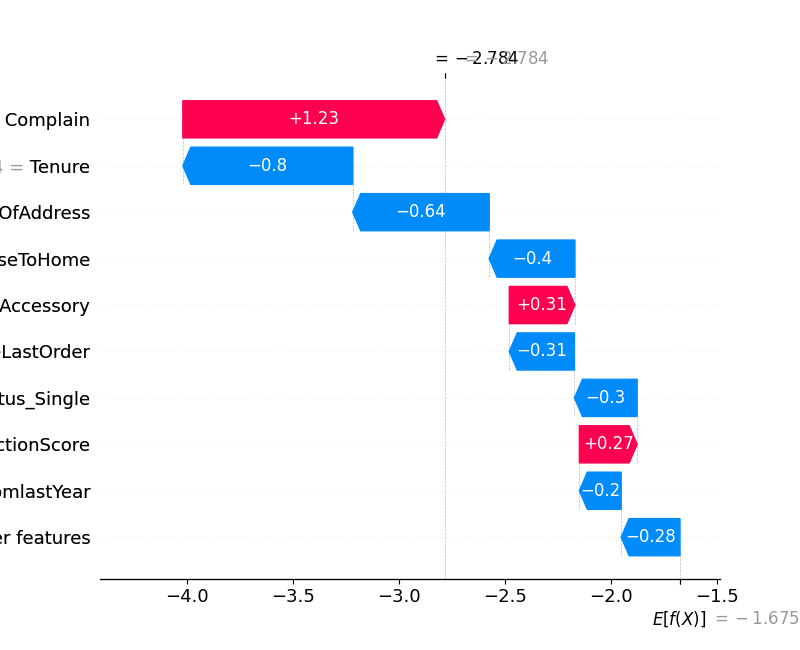 = −2.784
Complain
+1.23
= Tenure
−0.8
OfAddress
−0.64
seToHome
−0.4
Accessory
+0.31
LastOrder
−0.31
tus_Single
−0.3
ctionScore
+0.27
omlastYear
−0.2
er features
−0.28
−4.0 −3.5 −3.0 −2.5 −2.0 −1.5
E[f(X)] = −1.675